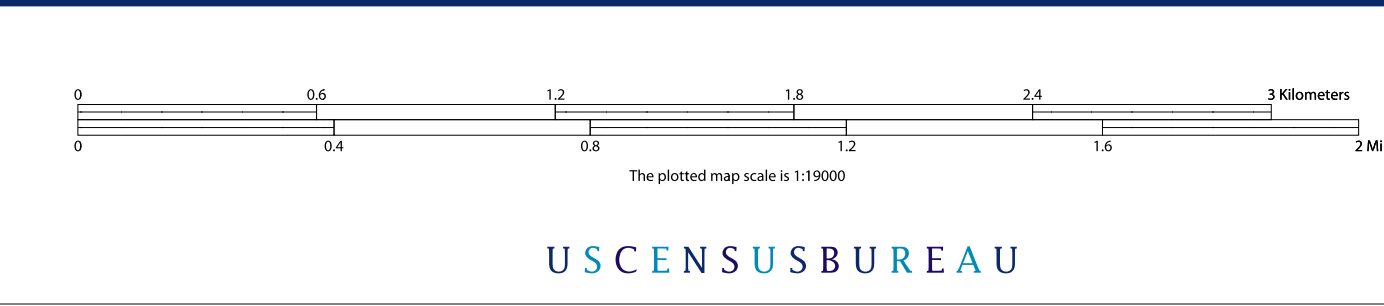 0 0.6 1.2 1.8 2.4 3 Kilometers
0 0.4 0.8 1.2 1.6 2 Mi
The plotted map scale is 1:19000
USCENSUSBUREAU